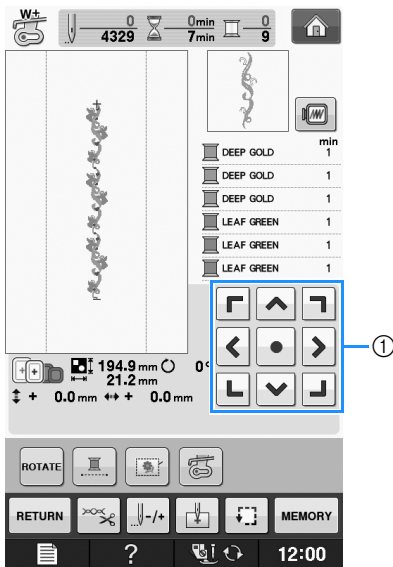 W+
0 0min 0
4329 7min 9
min
DEEP GOLD 1
DEEP GOLD 1
DEEP GOLD 1
LEAF GREEN 1
LEAF GREEN 1
LEAF GREEN 1
①
194.9 mm 0°
21.2 mm
+ 0.0 mm + 0.0 mm
ROTATE
RETURN -/+ MEMORY
? 12:00